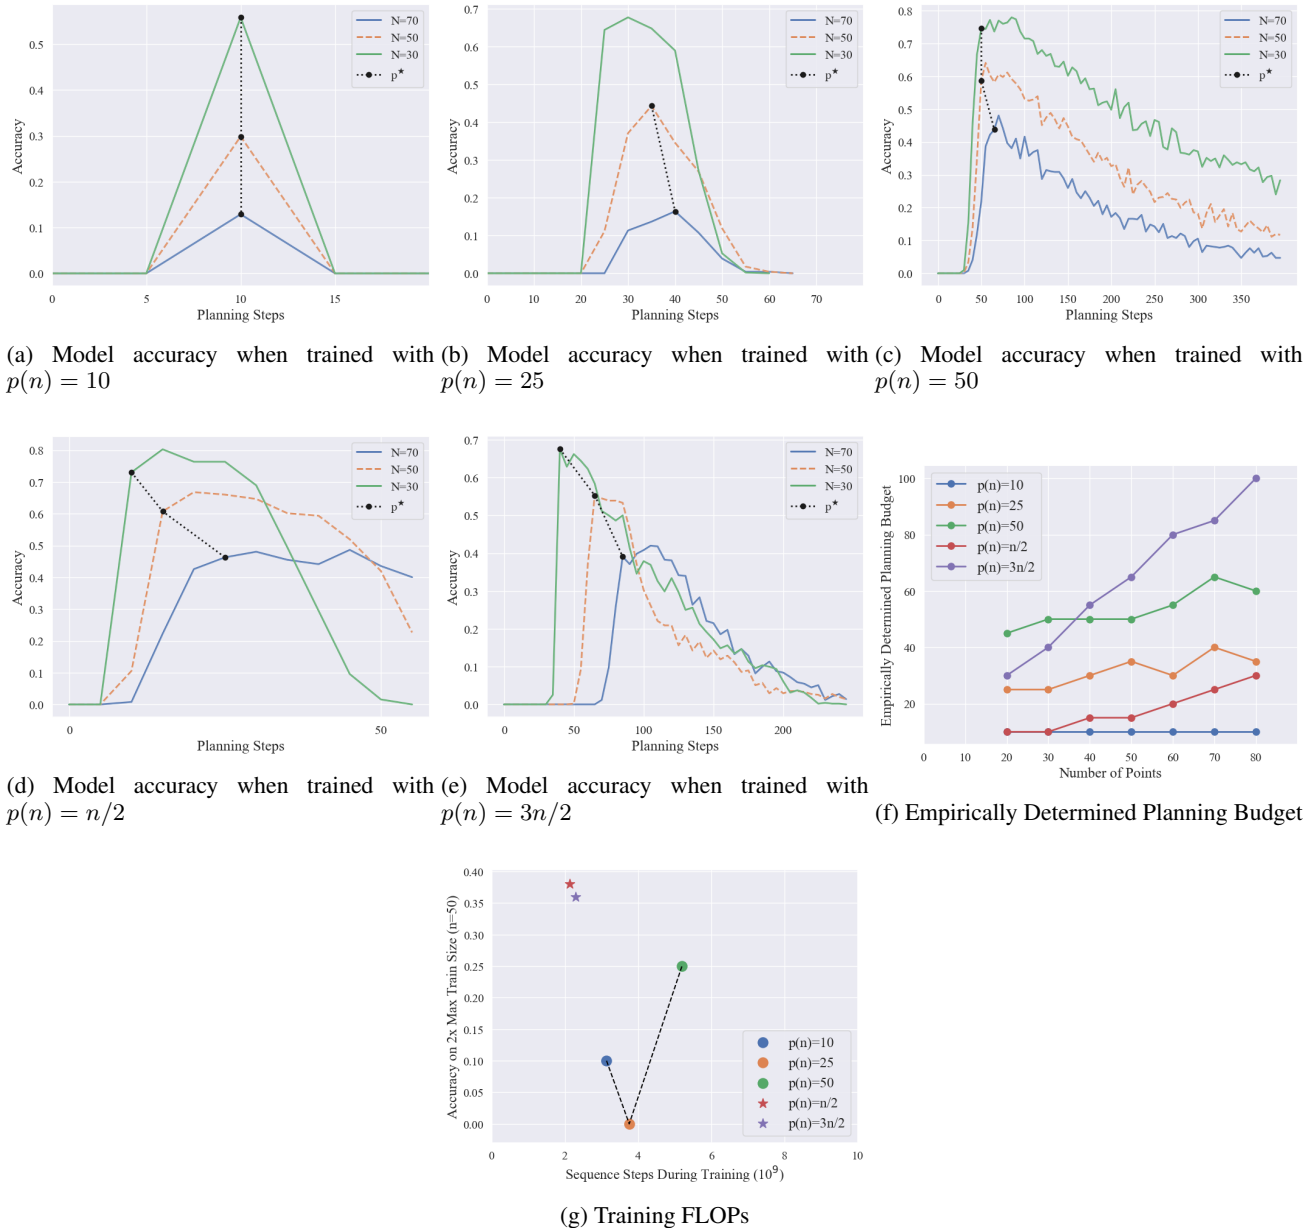 0.5
0.4
0.3
0.2
0.1
0.0
Accuracy
0
5
10
15
Planning Steps
N=70
N=50
N=30
p★
0.7
0.6
0.5
0.4
0.3
0.2
0.1
0.0
Accuracy
0
10
20
30
40
50
60
70
Planning Steps
N=70
N=50
N=30
p★
0.8
0.7
0.6
0.5
0.4
0.3
0.2
0.1
0.0
Accuracy
0
50
100
150
200
250
300
350
Planning Steps
N=70
N=50
N=30
p★
(a) Model accuracy when trained with
p(n) = 10
(b) Model accuracy when trained with
p(n) = 25
(c) Model accuracy when trained with
p(n) = 50
0.8
0.7
0.6
0.5
0.4
0.3
0.2
0.1
0.0
Accuracy
0
50
Planning Steps
N=70
N=50
N=30
p★
0.7
0.6
0.5
0.4
0.3
0.2
0.1
0.0
Accuracy
0
50
100
150
200
Planning Steps
N=70
N=50
N=30
p★
100
80
60
40
20
Empirically Determined Planning Budget
0
10
20
30
40
50
60
70
80
Number of Points
p(n)=10
p(n)=25
p(n)=50
p(n)=n/2
p(n)=3n/2
(d) Model accuracy when trained with
p(n) = n/2
(e) Model accuracy when trained with
p(n) = 3n/2
(f) Empirically Determined Planning Budget
0.40
0.35
0.30
0.25
0.20
0.15
0.10
0.05
0.00
Accuracy on 2x Max Train Size (n=50)
0
2
4
6
8
10
Sequence Steps During Training (10⁹)
p(n)=10
p(n)=25
p(n)=50
p(n)=n/2
p(n)=3n/2
(g) Training FLOPs